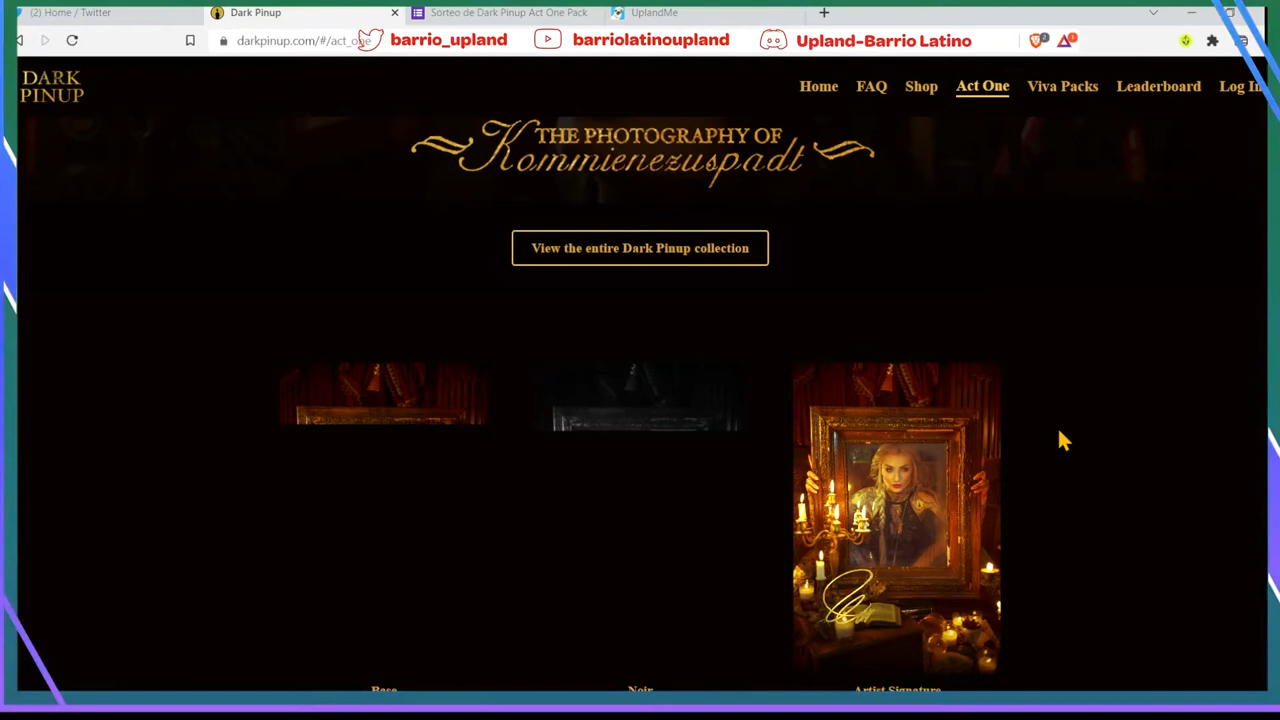 (2) Home / Twitter
Dark Pinup
Sorteo de Dark Pinup Act One Pack
UplandMe
darkpinup.com/#/act_one
barrio_upland
barriolatinoupland
Upland-Barrio Latino
DARK
PINUP
Home
FAQ
Shop
Act One
Viva Packs
Leaderboard
Log In
THE PHOTOGRAPHY OF
Kommienezuspadt
View the entire Dark Pinup collection
Base
Noir
Artist Signature